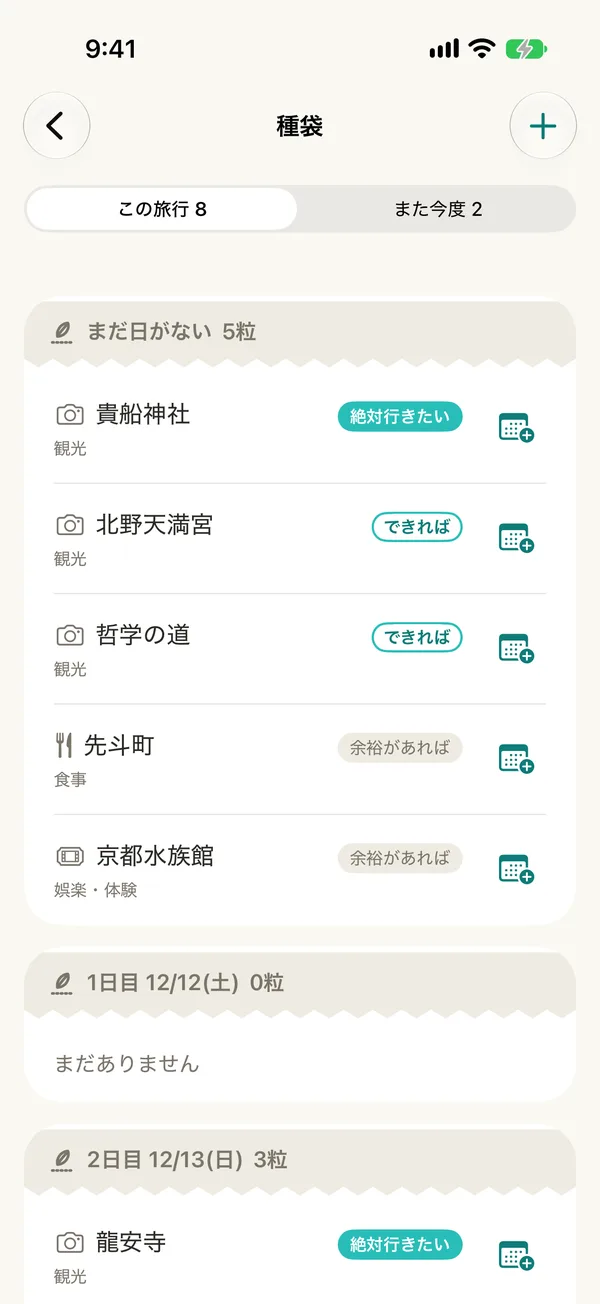 9:41
種袋
この旅行 8
また今度 2
まだ日がない 5粒
貴船神社
絶対行きたい
観光
北野天満宮
できれば
観光
哲学の道
できれば
観光
先斗町
余裕があれば
食事
京都水族館
余裕があれば
娯楽・体験
1日目 12/12(土) 0粒
まだありません
2日目 12/13(日) 3粒
龍安寺
絶対行きたい
観光